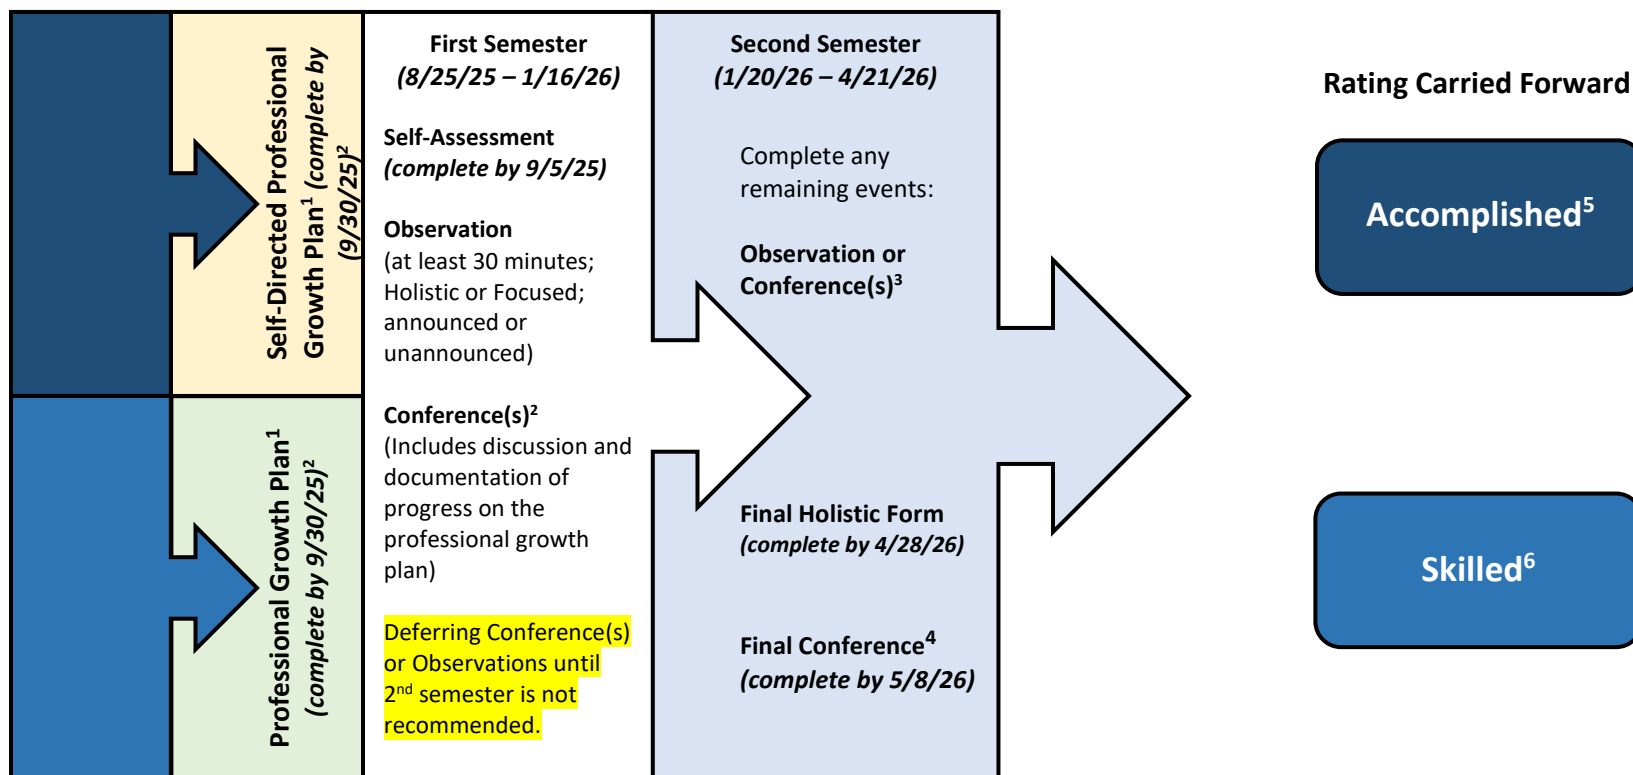 Self-Directed Professional
Growth Plan¹ (complete by
(9/30/25)²
Professional Growth Plan¹
(complete by 9/30/25)²
First Semester
(8/25/25 – 1/16/26)
Self-Assessment
(complete by 9/5/25)
Observation
(at least 30 minutes;
Holistic or Focused;
announced or
unannounced)
Conference(s)²
(Includes discussion and
documentation of
progress on the
professional growth
plan)
Deferring Conference(s)
or Observations until
2nd semester is not
recommended.
Second Semester
(1/20/26 – 4/21/26)
Complete any
remaining events:
Observation or
Conference(s)³
Final Holistic Form
(complete by 4/28/26)
Final Conference⁴
(complete by 5/8/26)
Rating Carried Forward
Accomplished⁵
Skilled⁶